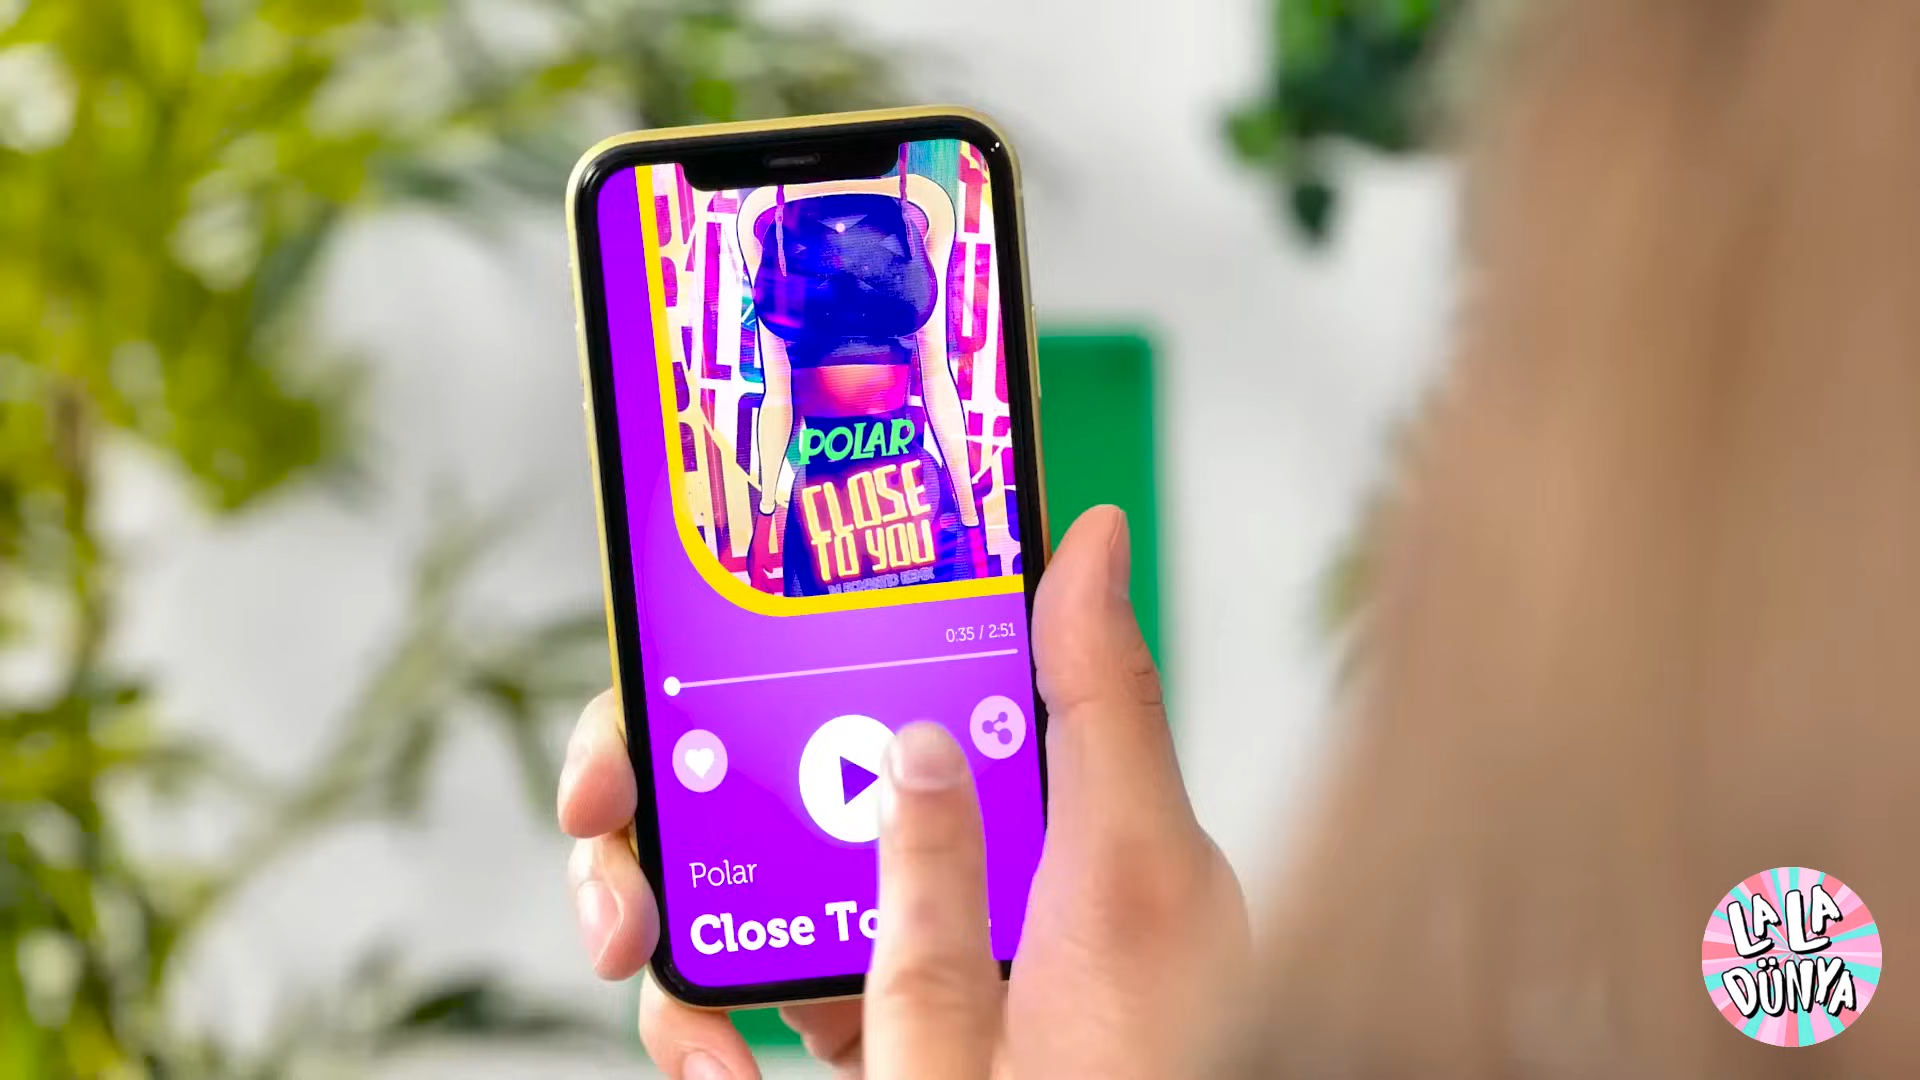 POLAR
CLOSE
TO YOU
0:35 / 2:51
Polar
Close To
LA LA
DÜNYA